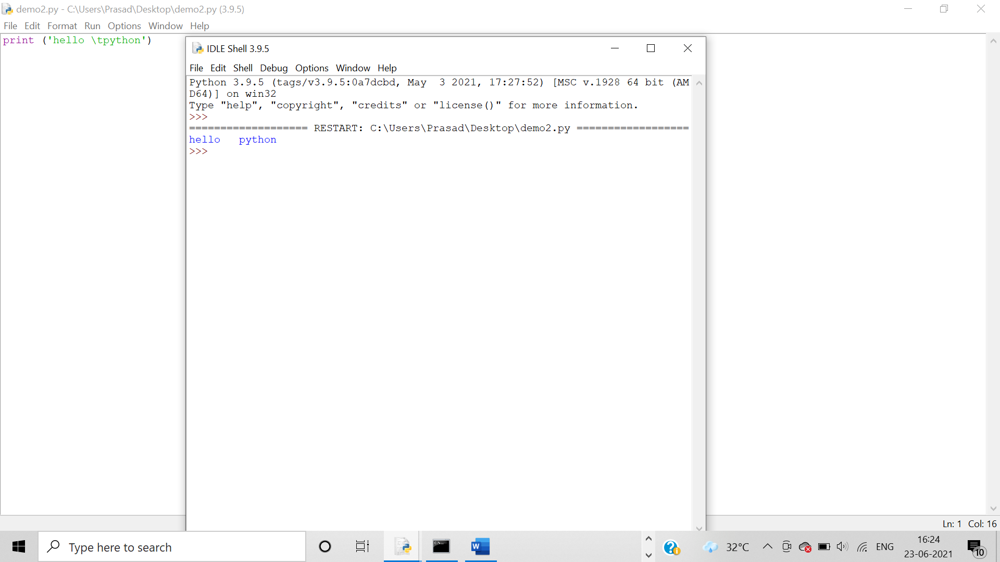 demo2.py - C:\Users\Prasad\Desktop\demo2.py (3.9.5)
File Edit Format Run Options Window Help
print ('hello \tpython')
IDLE Shell 3.9.5
File Edit Shell Debug Options Window Help
Python 3.9.5 (tags/v3.9.5:0a7dcbd, May  3 2021, 17:27:52) [MSC v.1928 64 bit (AM
D64)] on win32
Type "help", "copyright", "credits" or "license()" for more information.
>>>
=================== RESTART: C:\Users\Prasad\Desktop\demo2.py ==================
hello   python
>>>
Ln: 1 Col: 16
Type here to search
32°C
ENG
16:24
23-06-2021
10